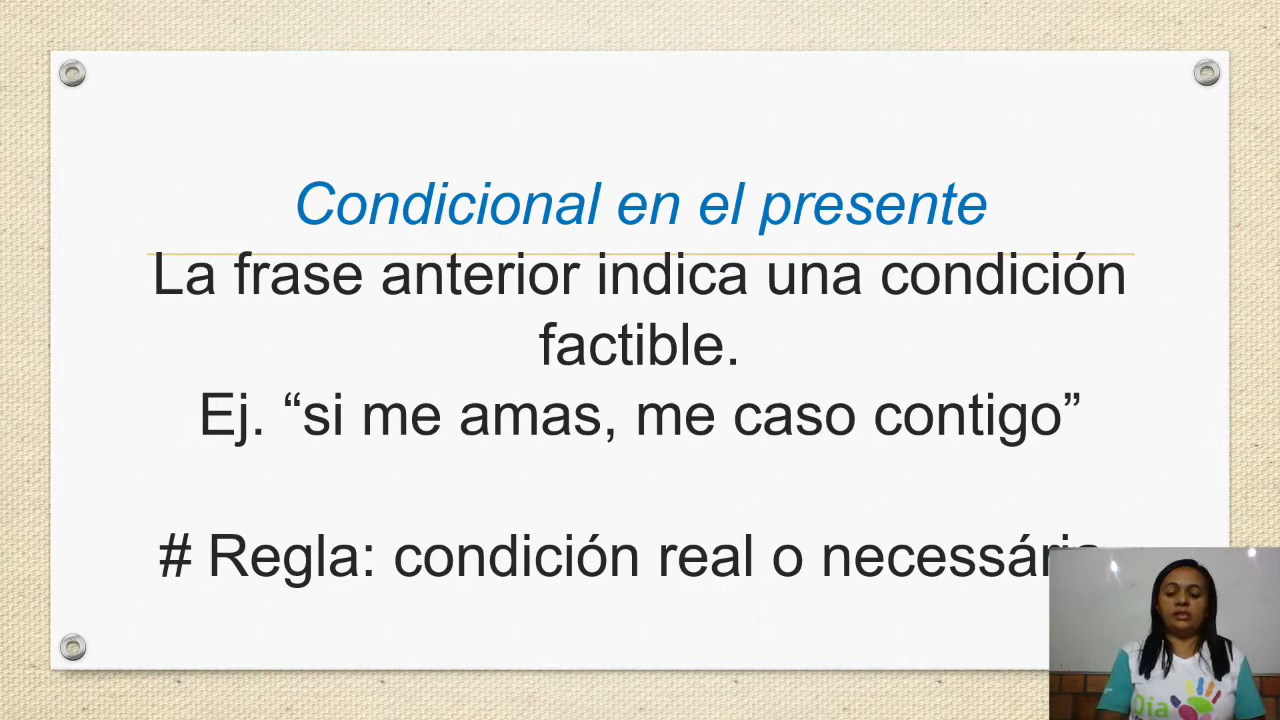 Condicional en el presente
La frase anterior indica una condición
factible.
Ej. “si me amas, me caso contigo”
# Regla: condición real o
Dia